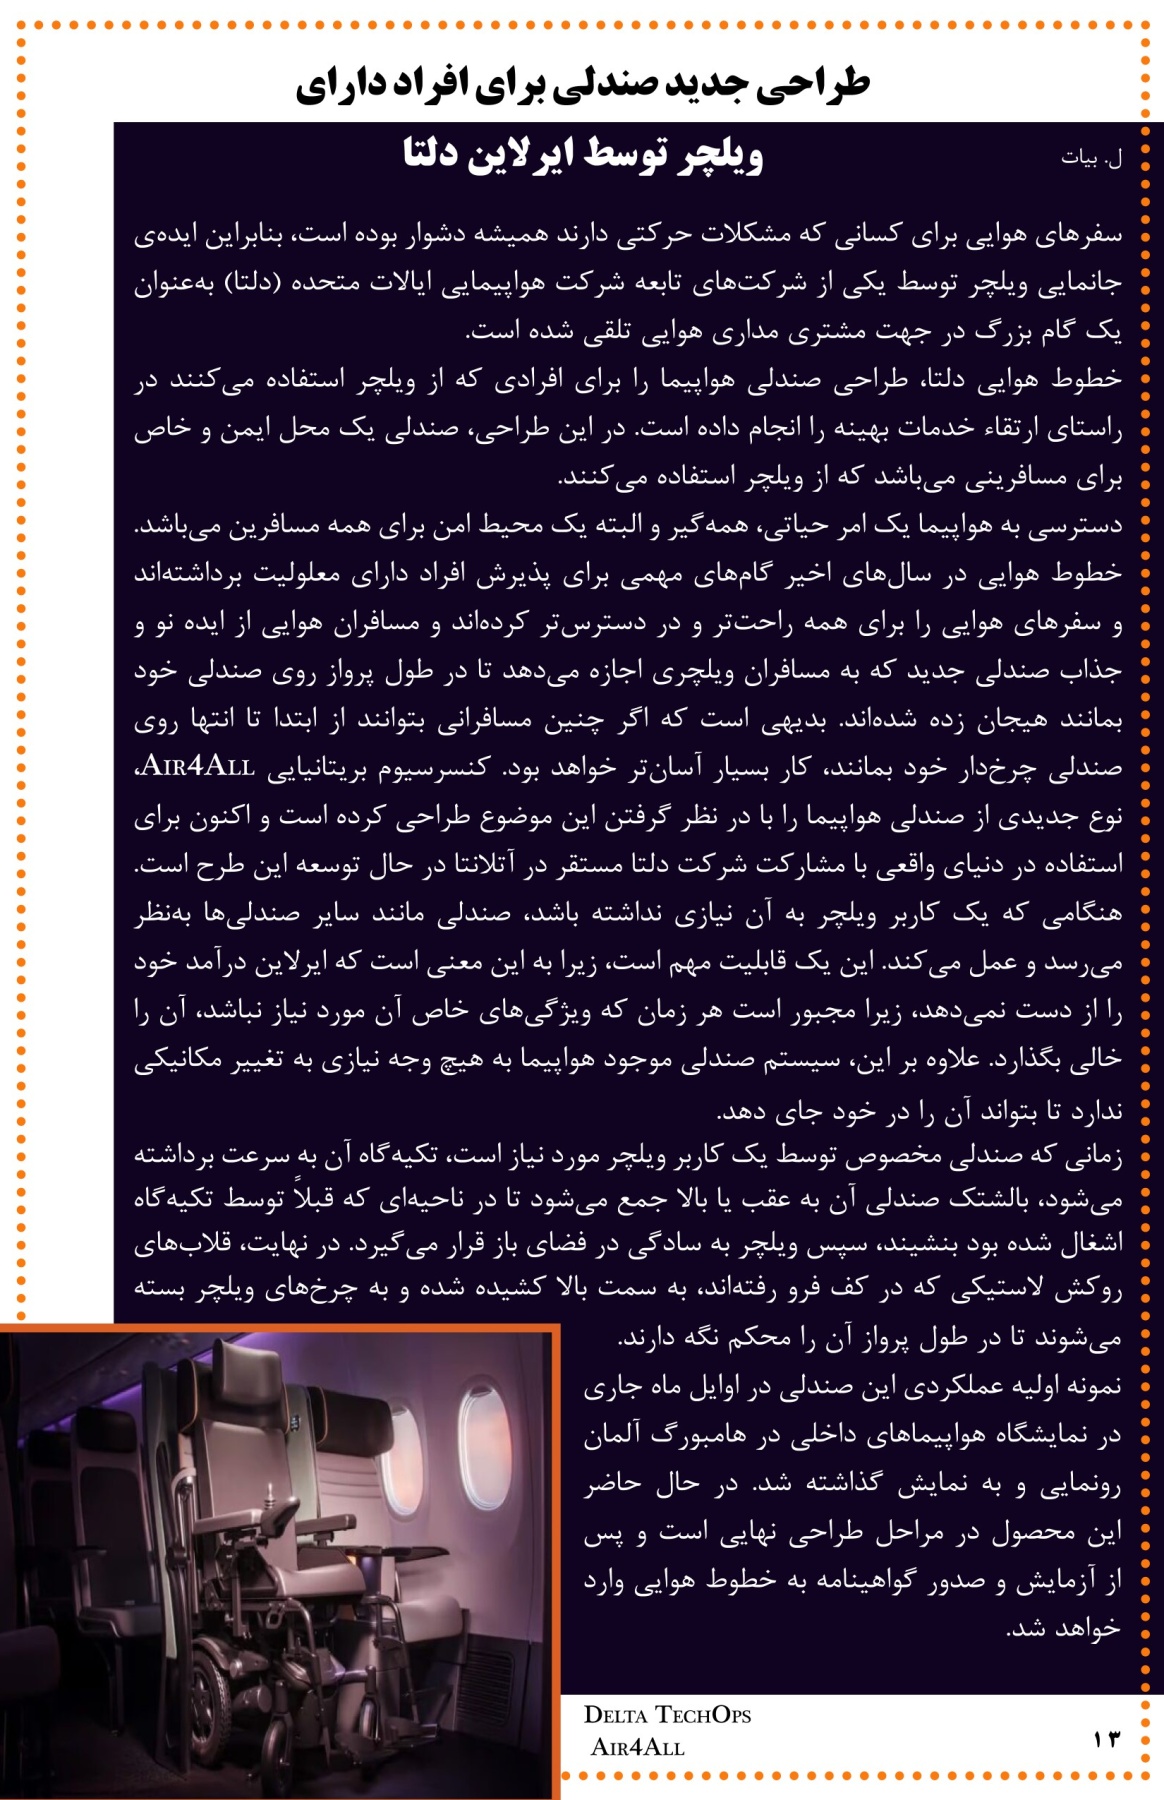 طراحی جدید صندلی برای افراد دارای
ویلچر توسط ایرلاین دلتا
ل. بیات
سفرهای هوایی برای کسانی که مشکلات حرکتی دارند همیشه دشوار بوده است، بنابراین ایده‌ی
جانمایی ویلچر توسط یکی از شرکت‌های تابعه شرکت هواپیمایی ایالات متحده (دلتا) به‌عنوان
یک گام بزرگ در جهت مشتری مداری هوایی تلقی شده است.
خطوط هوایی دلتا، طراحی صندلی هواپیما را برای افرادی که از ویلچر استفاده می‌کنند در
راستای ارتقاء خدمات بهینه را انجام داده است. در این طراحی، صندلی یک محل ایمن و خاص
برای مسافرینی می‌باشد که از ویلچر استفاده می‌کنند.
دسترسی به هواپیما یک امر حیاتی، همه‌گیر و البته یک محیط امن برای همه مسافرین می‌باشد.
خطوط هوایی در سال‌های اخیر گام‌های مهمی برای پذیرش افراد دارای معلولیت برداشته‌اند
و سفرهای هوایی را برای همه راحت‌تر و در دسترس‌تر کرده‌اند و مسافران هوایی از ایده نو و
جذاب صندلی جدید که به مسافران ویلچری اجازه می‌دهد تا در طول پرواز روی صندلی خود
بمانند هیجان زده شده‌اند. بدیهی است که اگر چنین مسافرانی بتوانند از ابتدا تا انتها روی
صندلی چرخ‌دار خود بمانند، کار بسیار آسان‌تر خواهد بود. کنسرسیوم بریتانیایی Air4All،
نوع جدیدی از صندلی هواپیما را با در نظر گرفتن این موضوع طراحی کرده است و اکنون برای
استفاده در دنیای واقعی با مشارکت شرکت دلتا مستقر در آتلانتا در حال توسعه این طرح است.
هنگامی که یک کاربر ویلچر به آن نیازی نداشته باشد، صندلی مانند سایر صندلی‌ها به‌نظر
می‌رسد و عمل می‌کند. این یک قابلیت مهم است، زیرا به این معنی است که ایرلاین درآمد خود
را از دست نمی‌دهد، زیرا مجبور است هر زمان که ویژگی‌های خاص آن مورد نیاز نباشد، آن را
خالی بگذارد. علاوه بر این، سیستم صندلی موجود هواپیما به هیچ وجه نیازی به تغییر مکانیکی
ندارد تا بتواند آن را در خود جای دهد.
زمانی که صندلی مخصوص توسط یک کاربر ویلچر مورد نیاز است، تکیه‌گاه آن به سرعت برداشته
می‌شود، بالشتک صندلی آن به عقب یا بالا جمع می‌شود تا در ناحیه‌ای که قبلاً توسط تکیه‌گاه
اشغال شده بود بنشیند، سپس ویلچر به سادگی در فضای باز قرار می‌گیرد. در نهایت، قلاب‌های
روکش لاستیکی که در کف فرو رفته‌اند، به سمت بالا کشیده شده و به چرخ‌های ویلچر بسته
می‌شوند تا در طول پرواز آن را محکم نگه دارند.
نمونه اولیه عملکردی این صندلی در اوایل ماه جاری
در نمایشگاه هواپیماهای داخلی در هامبورگ آلمان
رونمایی و به نمایش گذاشته شد. در حال حاضر
این محصول در مراحل طراحی نهایی است و پس
از آزمایش و صدور گواهینامه به خطوط هوایی وارد
خواهد شد.
Delta TechOps
Air4All
۱۳